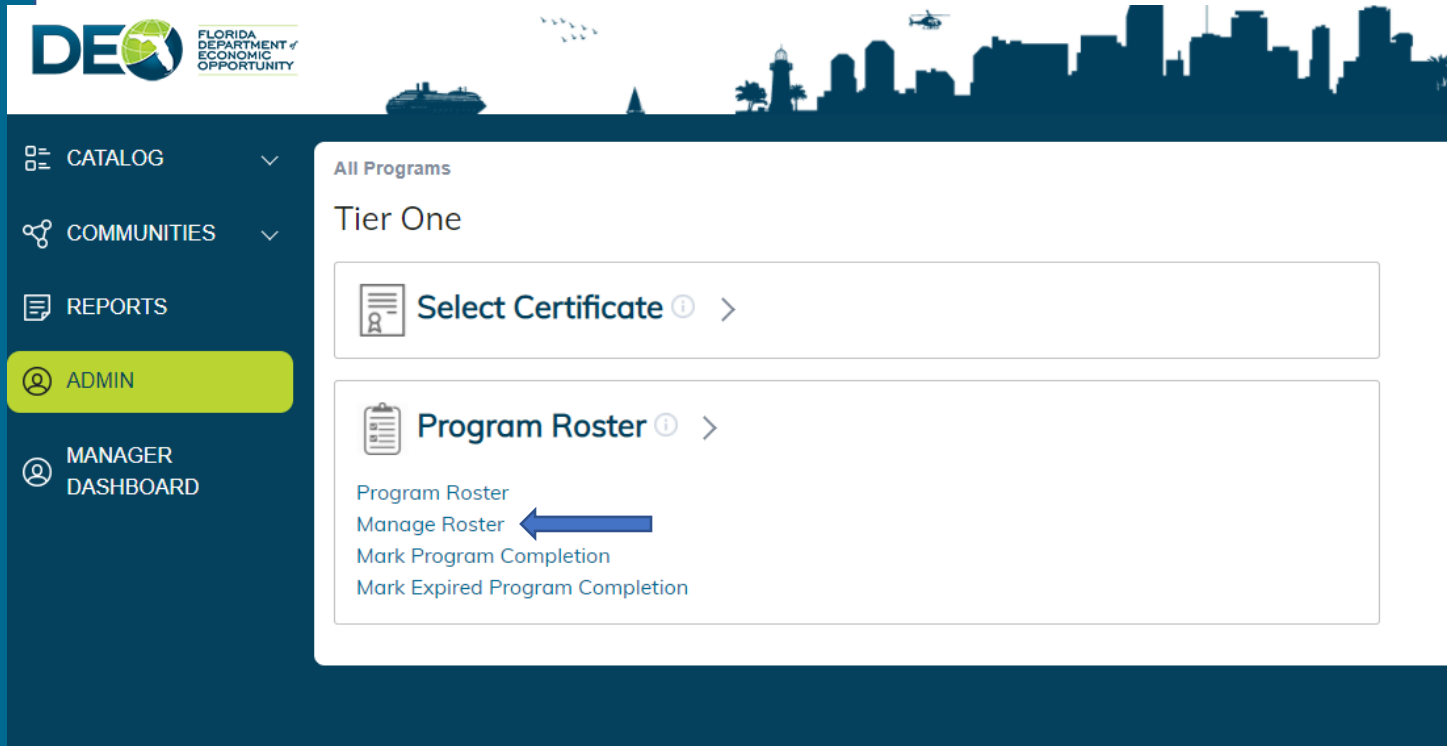 DEO
FLORIDA
DEPARTMENT of
ECONOMIC
OPPORTUNITY
CATALOG
COMMUNITIES
REPORTS
ADMIN
MANAGER
DASHBOARD
All Programs
Tier One
Select Certificate
Program Roster
Program Roster
Manage Roster
Mark Program Completion
Mark Expired Program Completion